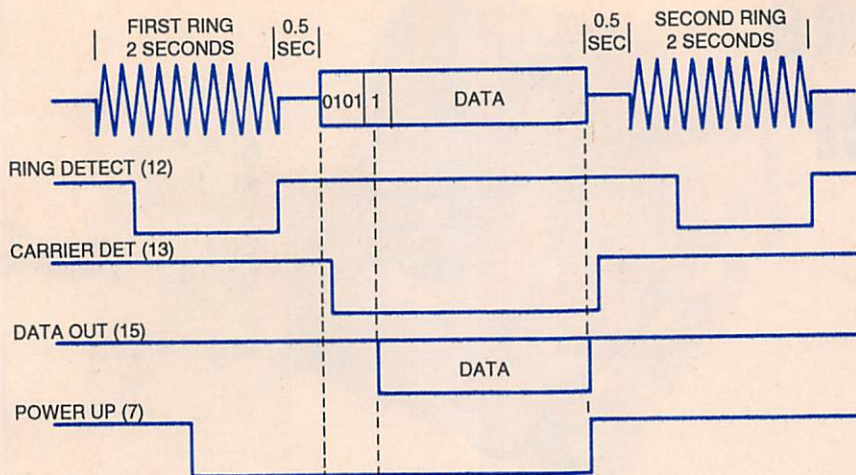 FIRST RING
2 SECONDS
0.5
SEC
0.5
SEC
SECOND RING
2 SECONDS
0101
1
DATA
RING DETECT (12)
CARRIER DET (13)
DATA OUT (15)
DATA
POWER UP (7)